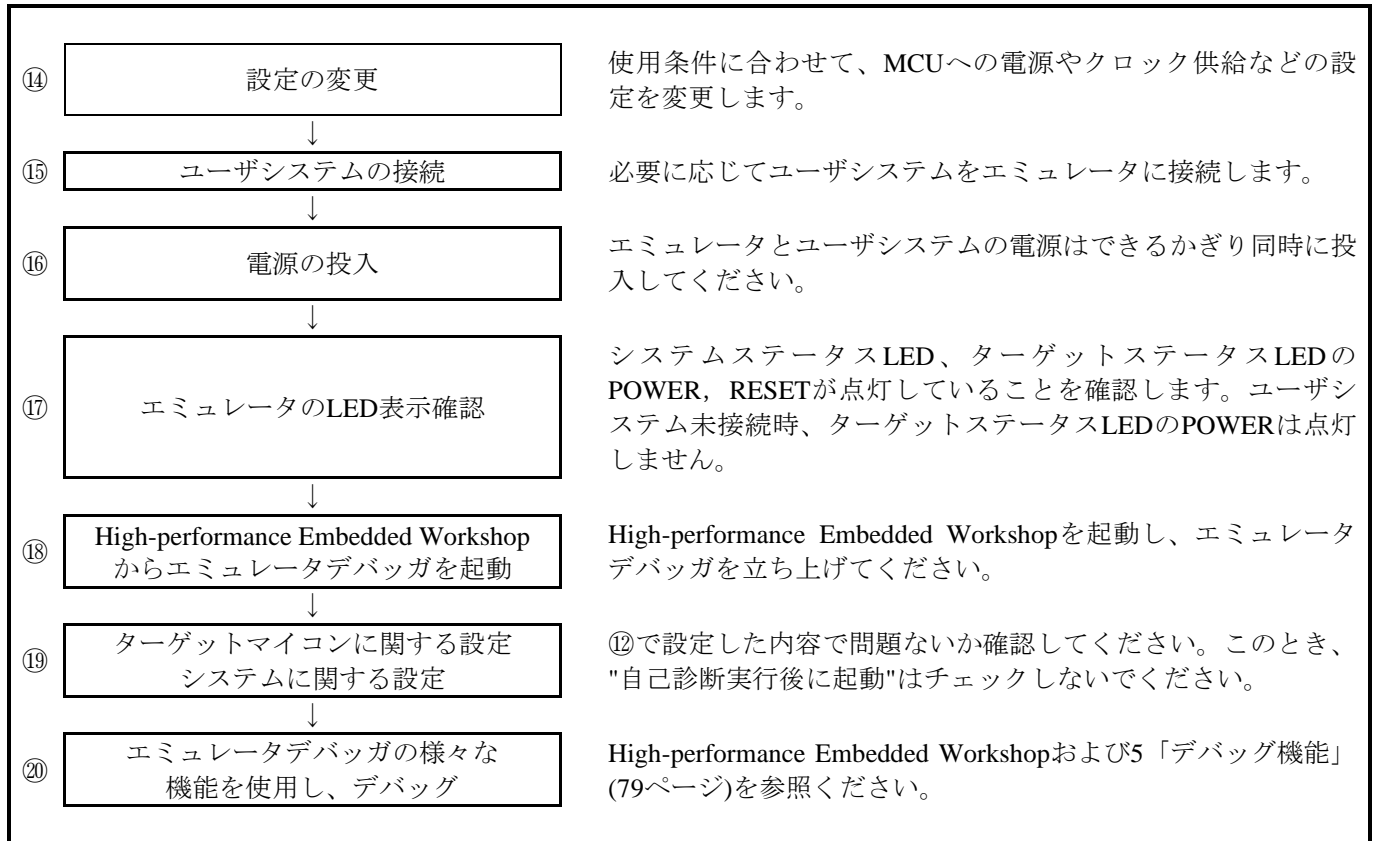 ⑭ 設定の変更
使用条件に合わせて、MCUへの電源やクロック供給などの設
定を変更します。
↓
⑮ ユーザシステムの接続
必要に応じてユーザシステムをエミュレータに接続します。
↓
⑯ 電源の投入
エミュレータとユーザシステムの電源はできるかぎり同時に投
入してください。
↓
⑰ エミュレータのLED表示確認
システムステータスLED、ターゲットステータスLEDの
POWER，RESETが点灯していることを確認します。ユーザシ
ステム未接続時、ターゲットステータスLEDのPOWERは点灯
しません。
↓
⑱ High-performance Embedded Workshop
からエミュレータデバッガを起動
High-performance Embedded Workshopを起動し、エミュレータ
デバッガを立ち上げてください。
↓
⑲ ターゲットマイコンに関する設定
システムに関する設定
⑫で設定した内容で問題ないか確認してください。このとき、
"自己診断実行後に起動"はチェックしないでください。
↓
⑳ エミュレータデバッガの様々な
機能を使用し、デバッグ
High-performance Embedded Workshopおよび5「デバッグ機能」
(79ページ)を参照ください。